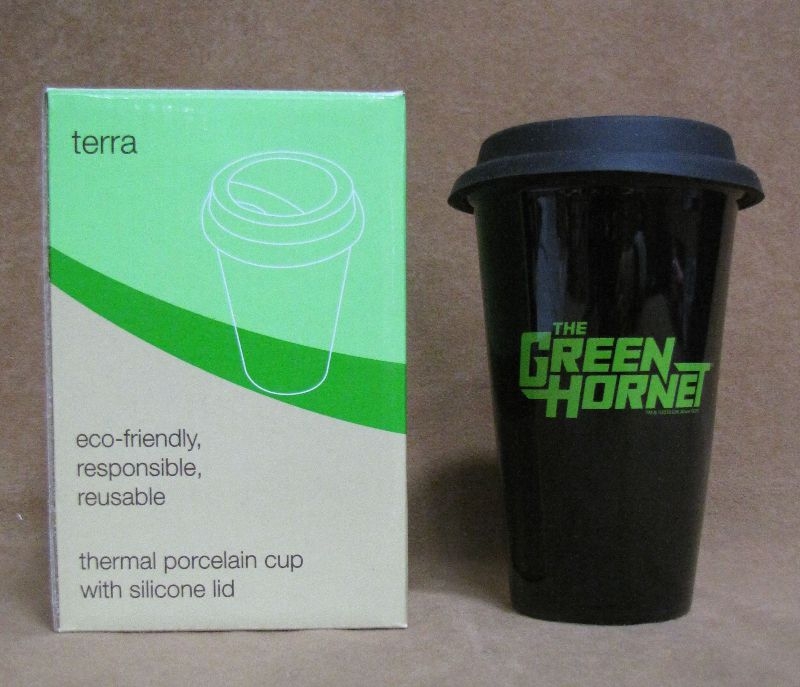 terra
eco-friendly,
responsible,
reusable
thermal porcelain cup
with silicone lid
THE
GREEN
HORNET